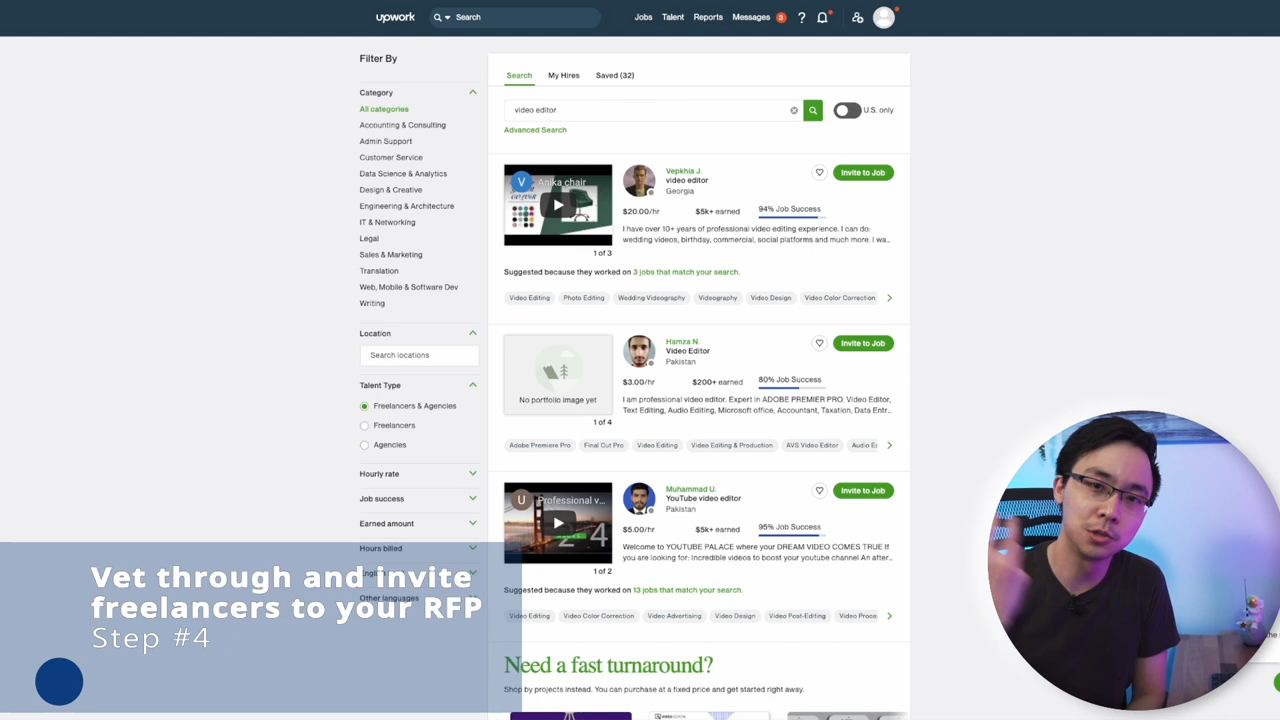 upwork
Search
Jobs
Talent
Reports
Messages
3
?
Filter By
Category
All categories
Accounting & Consulting
Admin Support
Customer Service
Data Science & Analytics
Design & Creative
Engineering & Architecture
IT & Networking
Legal
Sales & Marketing
Translation
Web, Mobile & Software Dev
Writing
Location
Search locations
Talent Type
Freelancers & Agencies
Freelancers
Agencies
Hourly rate
Job success
Earned amount
Hours billed
Other languages
Search
My Hires
Saved (32)
video editor
U.S. only
Advanced Search
V
Anika chair
1 of 3
Vepkhia J.
video editor
Georgia
Invite to Job
$20.00/hr
$5k+ earned
94% Job Success
I have over 10+ years of professional video editing experience. I can do:
wedding videos, birthday, commercial, social platforms and much more. I wa...
Suggested because they worked on 3 jobs that match your search.
Video Editing
Photo Editing
Wedding Videography
Videography
Video Design
Video Color Correction
No portfolio image yet
1 of 4
Hamza N.
Video Editor
Pakistan
Invite to Job
$3.00/hr
$200+ earned
80% Job Success
I am professional video editor. Expert in ADOBE PREMIER PRO. Video Editor,
Text Editing, Audio Editing, Microsoft office, Accountant, Taxation, Data Entr...
Adobe Premiere Pro
Final Cut Pro
Video Editing
Video Editing & Production
AVS Video Editor
Audio Ed
U
Professional v...
2 4
1 of 2
Muhammad U.
YouTube video editor
Pakistan
Invite to Job
$5.00/hr
$5k+ earned
95% Job Success
Welcome to YOUTUBE PALACE where your DREAM VIDEO COMES TRUE If
you are looking for: Incredible videos to boost your youtube channel An after...
Suggested because they worked on 13 jobs that match your search.
Video Editing
Video Color Correction
Video Advertising
Video Design
Video Post-Editing
Video Proce
Need a fast turnaround?
Shop by projects instead. You can purchase at a fixed price and get started right away.
Vet through and invite
freelancers to your RFP
Step #4